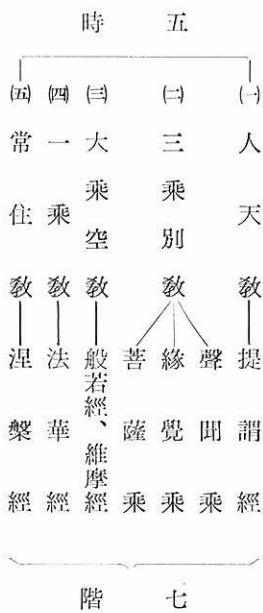 五時
㈠人天教 提謂經
㈡三乘別教 聲聞乘
緣覺乘
菩薩乘
㈢大乘空教 般若經、維摩經
㈣一乘教 法華經
㈤常住教 涅槃經
七階